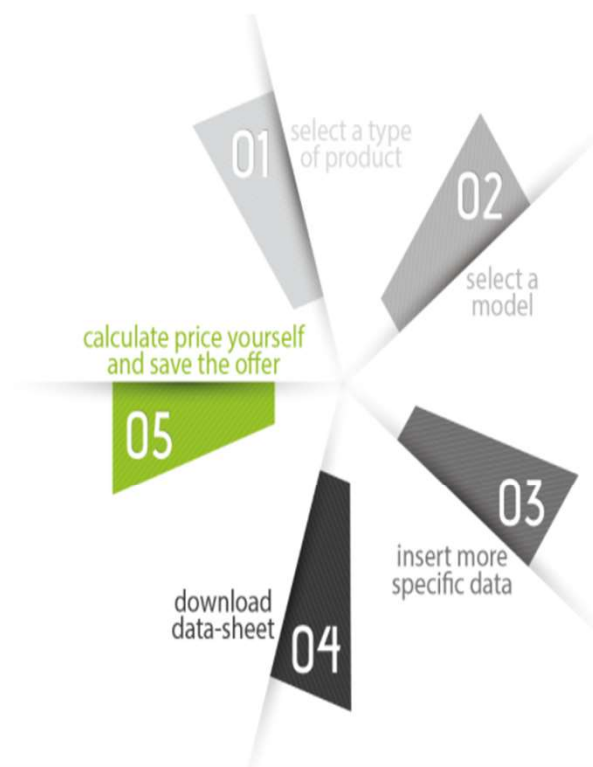 01
select a type
of product
02
select a
model
03
insert more
specific data
04
download
data-sheet
05
calculate price yourself
and save the offer